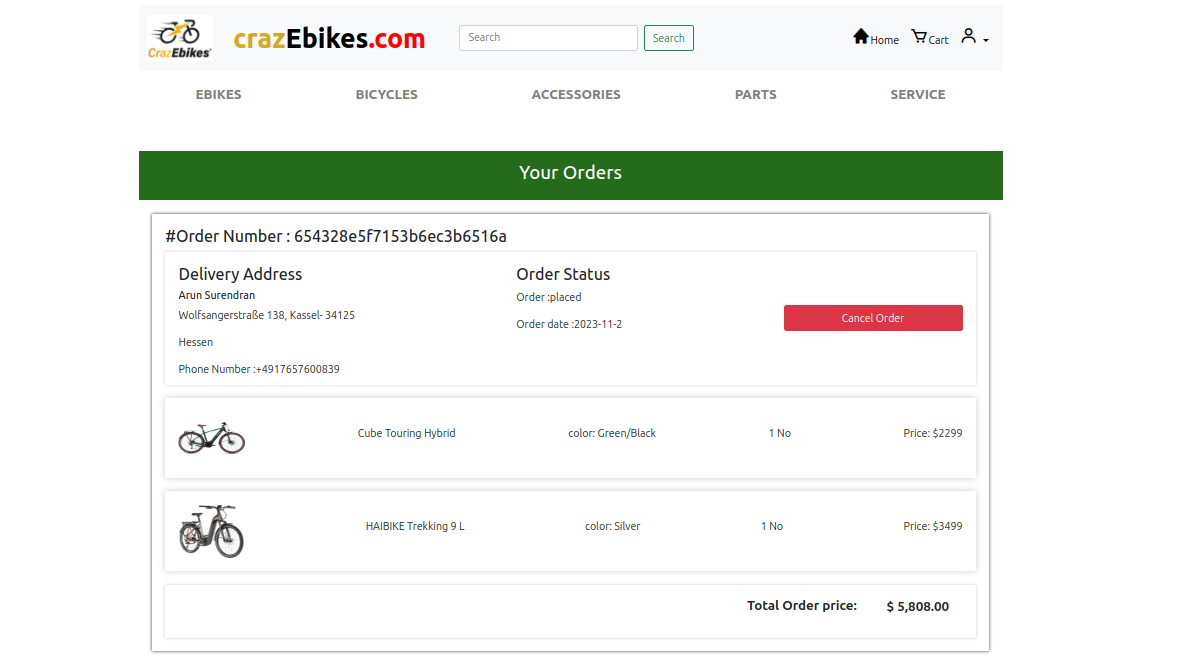 CrazEbikes
crazEbikes.com
Search
Search
Home
Cart
EBIKES
BICYCLES
ACCESSORIES
PARTS
SERVICE
Your Orders
#Order Number : 654328e5f7153b6ec3b6516a
Delivery Address
Arun Surendran
Wolfsangerstraße 138, Kassel- 34125
Hessen
Phone Number :+4917657600839
Order Status
Order :placed
Order date :2023-11-2
Cancel Order
Cube Touring Hybrid color: Green/Black 1 No Price: $2299
HAIBIKE Trekking 9 L color: Silver 1 No Price: $3499
Total Order price: $ 5,808.00